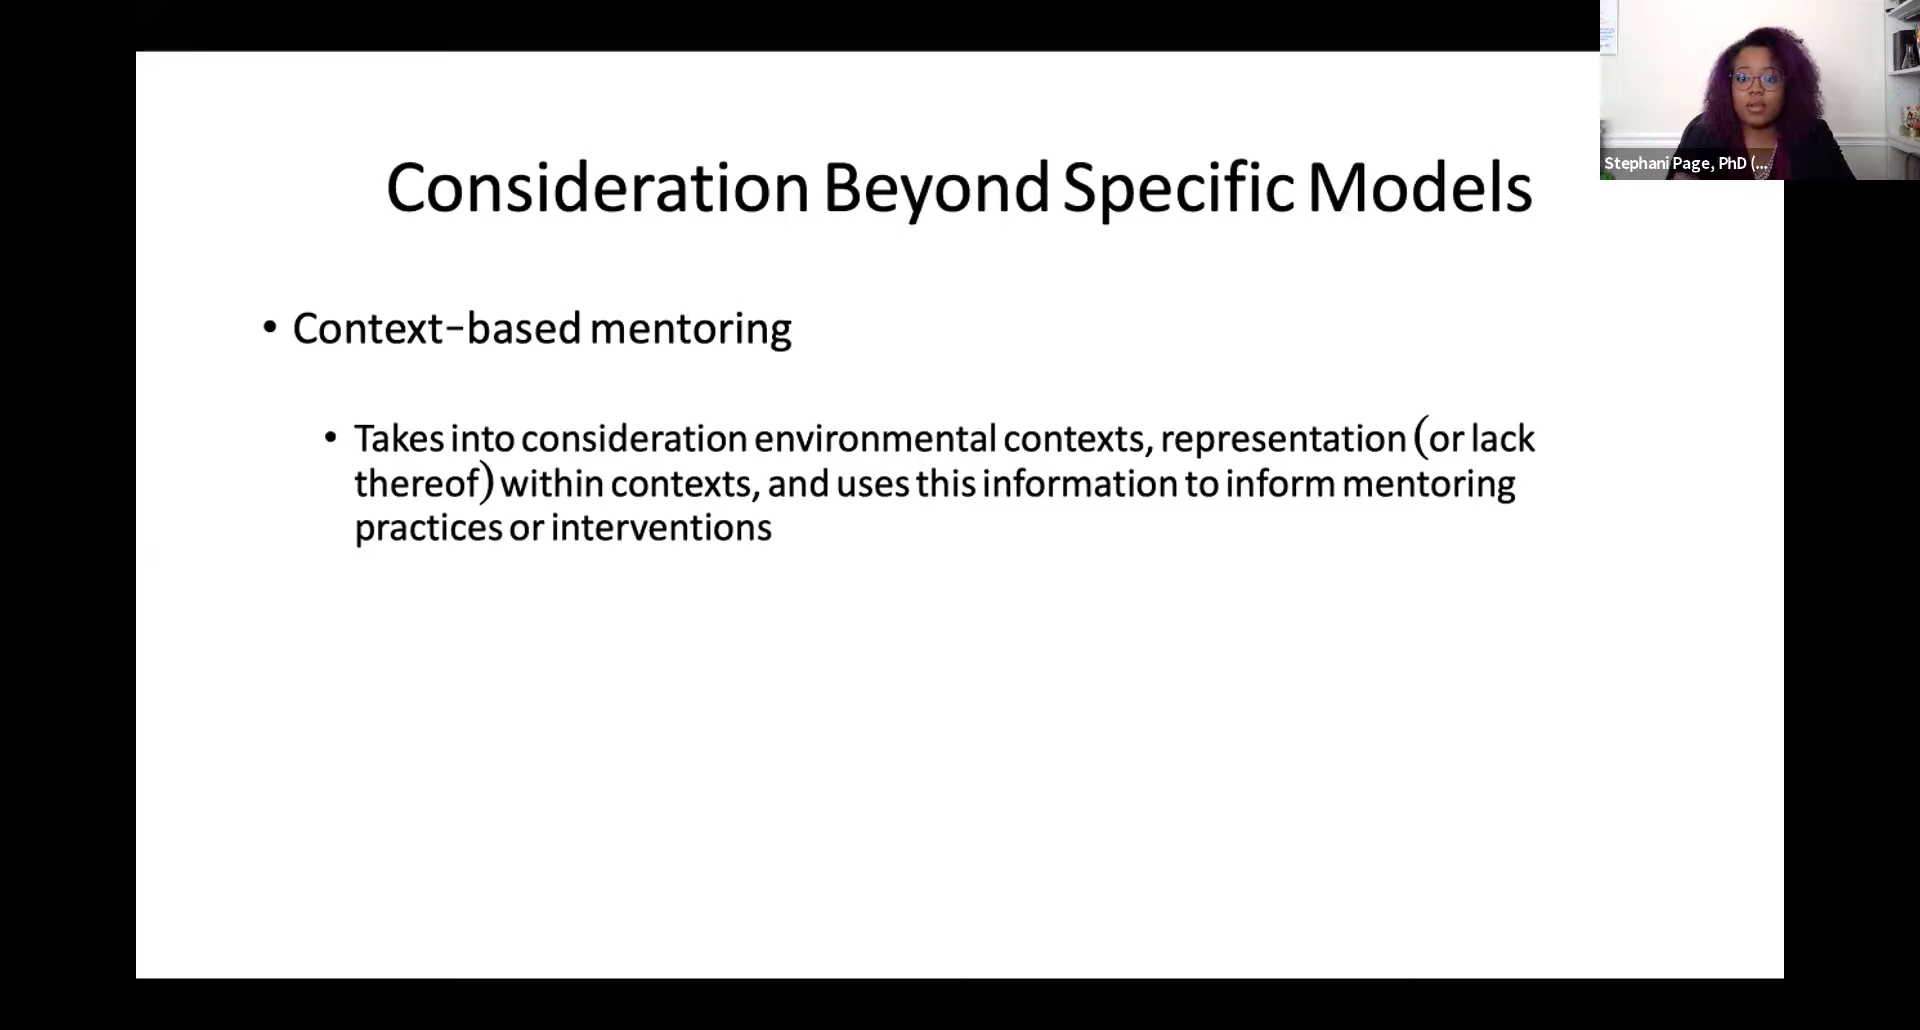 Consideration Beyond Specific Models
• Context-based mentoring
• Takes into consideration environmental contexts, representation (or lack
thereof) within contexts, and uses this information to inform mentoring
practices or interventions
Stephani Page, PhD (...